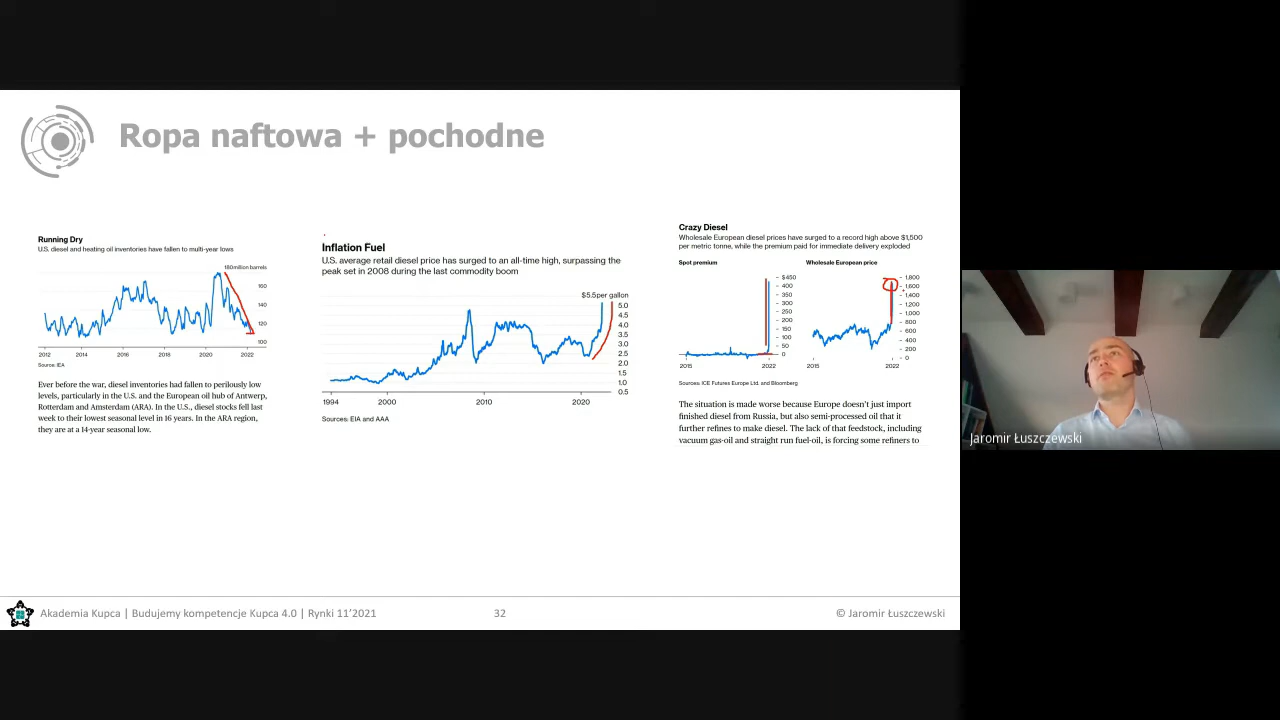 Ropa naftowa + pochodne
Running Dry
U.S. diesel and heating oil inventories have fallen to multi-year lows
180million barrels
160
140
120
100
2012 2014 2016 2018 2020 2022
Source: IEA
Ever before the war, diesel inventories had fallen to perilously low
levels, particularly in the U.S. and the European oil hub of Antwerp,
Rotterdam and Amsterdam (ARA). In the U.S., diesel stocks fell last
week to their lowest seasonal level in 16 years. In the ARA region,
they are at a 14-year seasonal low.
Inflation Fuel
U.S. average retail diesel price has surged to an all-time high, surpassing the
peak set in 2008 during the last commodity boom
$5.5per gallon
5.0
4.5
4.0
3.5
3.0
2.5
2.0
1.5
1.0
0.5
1994 2000 2010 2020
Sources: EIA and AAA
Crazy Diesel
Wholesale European diesel prices have surged to a record high above $1,500
per metric tonne, while the premium paid for immediate delivery exploded
Spot premium
$450
400
350
300
250
200
150
100
50
0
2015 2022
Wholesale European price
1,800
1,600
1,400
1,200
1,000
800
600
400
200
0
2015 2022
Sources: ICE Futures Europe Ltd. and Bloomberg
The situation is made worse because Europe doesn't just import
finished diesel from Russia, but also semi-processed oil that it
further refines to make diesel. The lack of that feedstock, including
vacuum gas-oil and straight run fuel-oil, is forcing some refiners to
Jaromir Łuszczewski
Akademia Kupca | Budujemy kompetencje Kupca 4.0 | Rynki 11'2021
32
© Jaromir Łuszczewski